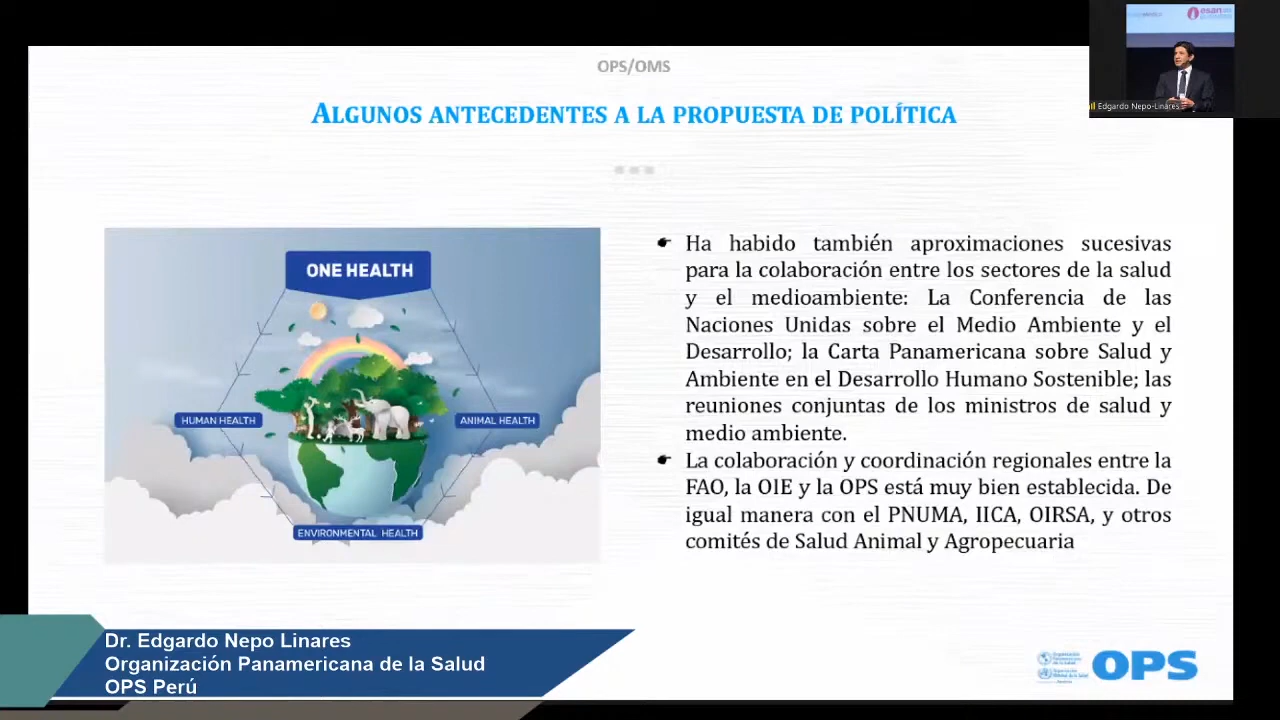 esan
Edgardo Nepo-Linares
OPS/OMS
ALGUNOS ANTECEDENTES A LA PROPUESTA DE POLÍTICA
ONE HEALTH
HUMAN HEALTH
ANIMAL HEALTH
ENVIRONMENTAL HEALTH
Ha habido también aproximaciones sucesivas
para la colaboración entre los sectores de la salud
y el medioambiente: La Conferencia de las
Naciones Unidas sobre el Medio Ambiente y el
Desarrollo; la Carta Panamericana sobre Salud y
Ambiente en el Desarrollo Humano Sostenible; las
reuniones conjuntas de los ministros de salud y
medio ambiente.
La colaboración y coordinación regionales entre la
FAO, la OIE y la OPS está muy bien establecida. De
igual manera con el PNUMA, IICA, OIRSA, y otros
comités de Salud Animal y Agropecuaria
Dr. Edgardo Nepo Linares
Organización Panamericana de la Salud
OPS Perú
OPS